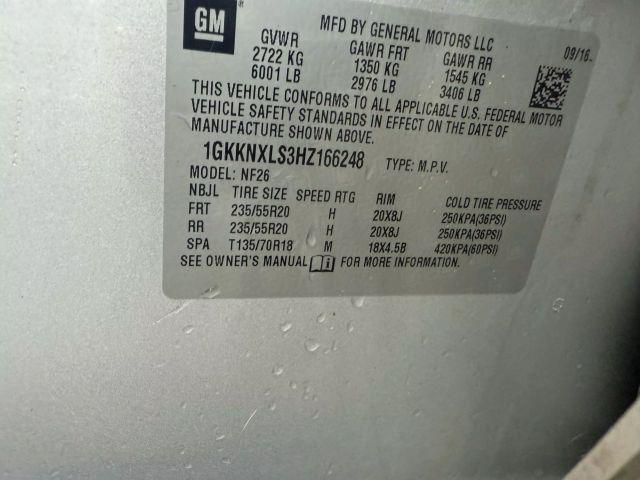 GM
MFD BY GENERAL MOTORS LLC
GVWR GAWR FRT GAWR RR 09/16
2722 KG 1350 KG 1545 KG
6001 LB 2976 LB 3406 LB
THIS VEHICLE CONFORMS TO ALL APPLICABLE U.S. FEDERAL MOTOR
VEHICLE SAFETY STANDARDS IN EFFECT ON THE DATE OF
MANUFACTURE SHOWN ABOVE.
1GKKNXLS3HZ166248 TYPE: M.P.V.
MODEL: NF26
NBJL TIRE SIZE SPEED RTG RIM COLD TIRE PRESSURE
FRT 235/55R20 H 20X8J 250KPA(36PSI)
RR 235/55R20 H 20X8J 250KPA(36PSI)
SPA T135/70R18 M 18X4.5B 420KPA(60PSI)
SEE OWNER'S MANUAL FOR MORE INFORMATION.